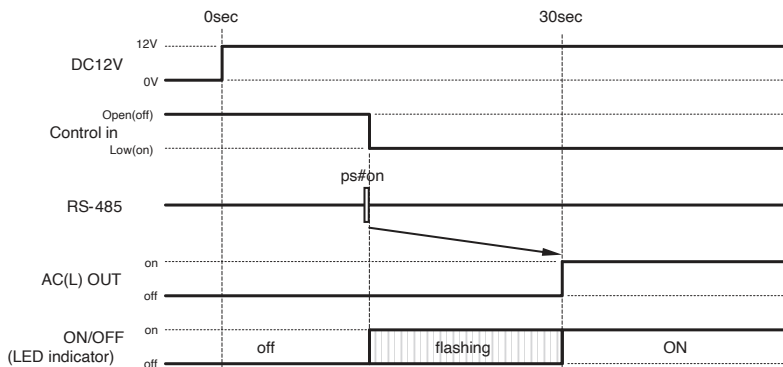 0sec 30sec
12V
DC12V
0V
Open(off)
Control in
Low(on)
ps#on
RS-485
on
AC(L) OUT
off
ON/OFF on
(LED indicator) off flashing ON
off